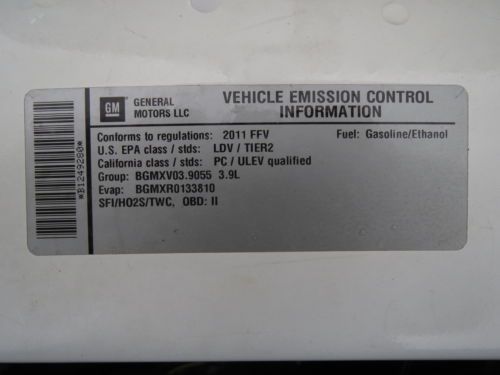 GM
GENERAL MOTORS LLC
VEHICLE EMISSION CONTROL
INFORMATION
Conforms to regulations: 2011 FFV Fuel: Gasoline/Ethanol
U.S. EPA class / stds: LDV / TIER2
California class / stds: PC / ULEV qualified
Group: BGMXV03.9055 3.9L
Evap: BGMXR0133810
SFI/HO2S/TWC, OBD: II
*B1249280*